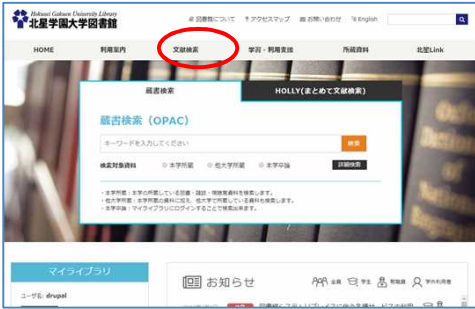 Hokusei Gakuen University Library
北星学園大学図書館
図書館について アクセスマップ お問い合わせ English
HOME 利用案内 文献検索 学習・利用支援 所蔵資料 北星Link
蔵書検索 HOLLY(まとめて文献検索)
蔵書検索（OPAC）
キーワードを入力してください 検索
検索対象資料 本学所蔵 他大学所蔵 本学卒論 詳細検索
・本学所蔵：本学の所蔵している図書・雑誌・視聴覚資料を検索します。
・他大学所蔵：本学所蔵の資料に加え、他大学で所蔵している資料も検索します。
・本学卒論：マイライブラリにログインすることで検索出来ます。
マイライブラリ
お知らせ 全員 学生 教職員 学外利用者
ユーザ名: drupal